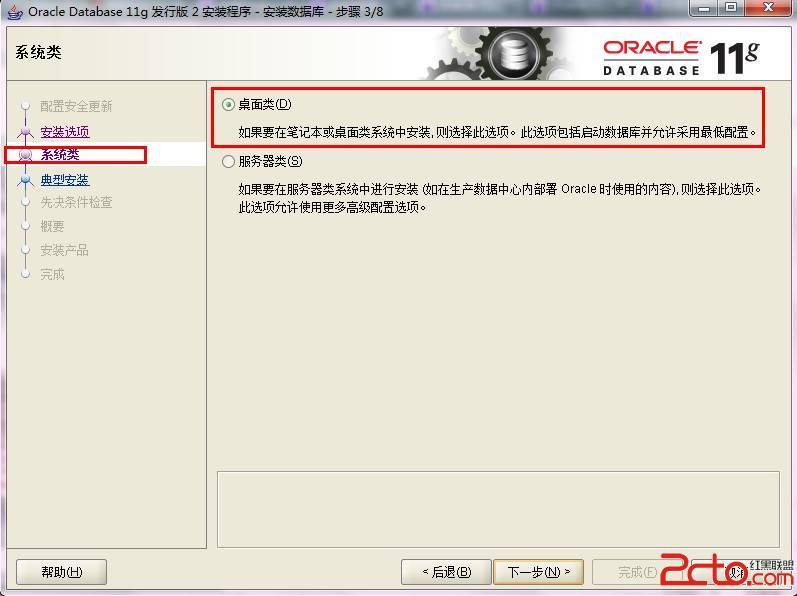 Oracle Database 11g 发行版 2 安装程序 - 安装数据库 - 步骤 3/8
系统类
ORACLE
DATABASE 11g
配置安全更新
安装选项
系统类
典型安装
先决条件检查
概要
安装产品
完成
桌面类(D)
如果要在笔记本或桌面类系统中安装,则选择此选项。此选项包括启动数据库并允许采用最低配置。
服务器类(S)
如果要在服务器类系统中进行安装 (如在生产数据中心内部署 Oracle 时使用的内容),则选择此选项。
此选项允许使用更多高级配置选项。
帮助(H)
< 后退(B)
下一步(N) >
完成(F)
取消
2cto.com
红黑联盟